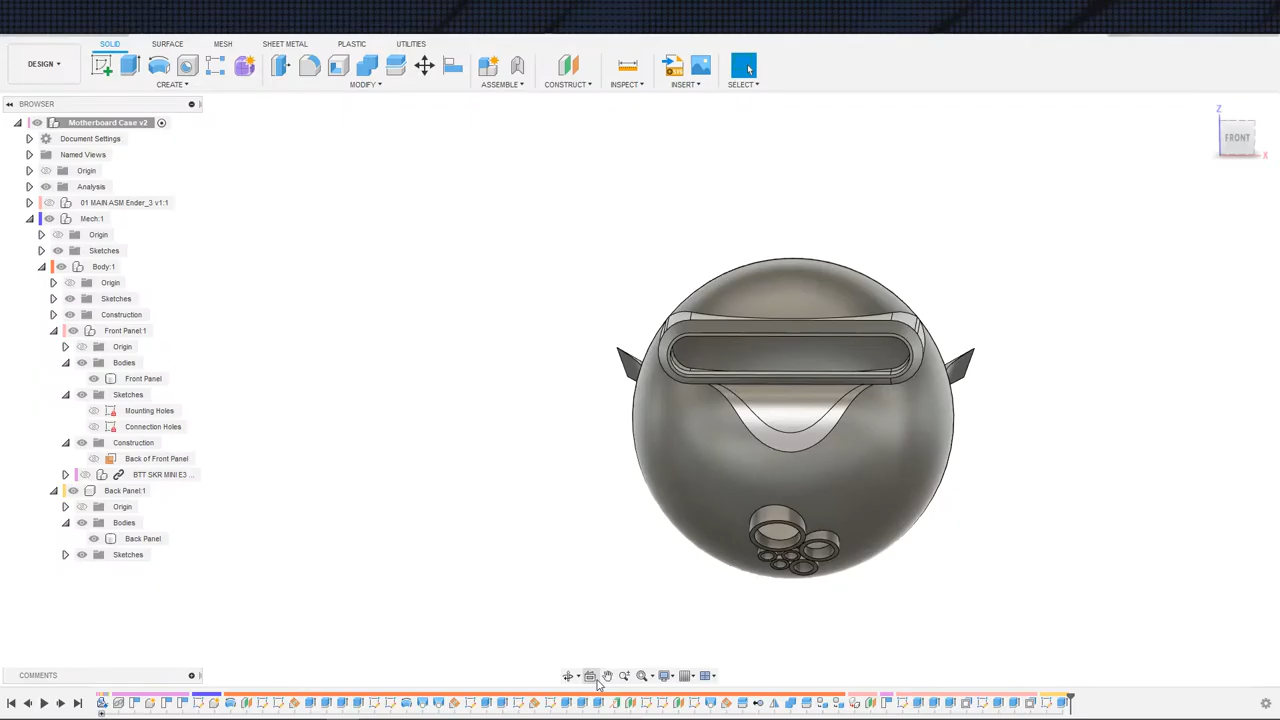 SOLID SURFACE MESH SHEET METAL PLASTIC UTILITIES
DESIGN
CREATE MODIFY ASSEMBLE CONSTRUCT INSPECT INSERT SELECT
BROWSER
Motherboard Case v2
Document Settings
Named Views
Origin
Analysis
01 MAIN ASM Ender_3 v1:1
Mech:1
Origin
Sketches
Body:1
Origin
Sketches
Construction
Front Panel:1
Origin
Bodies
Front Panel
Sketches
Mounting Holes
Connection Holes
Construction
Back of Front Panel
BTT SKR MINI E3 ...
Back Panel:1
Origin
Bodies
Back Panel
Sketches
Z
FRONT
X
COMMENTS